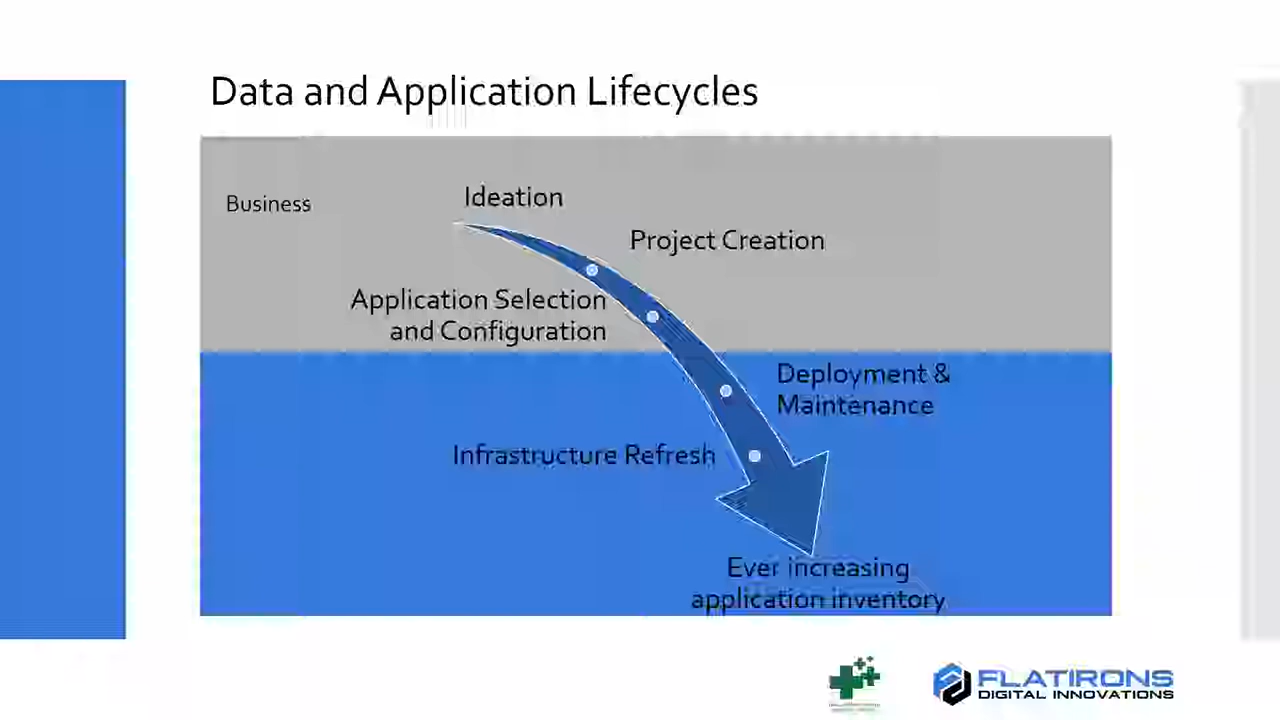 Data and Application Lifecycles
Business
Ideation
Project Creation
Application Selection
and Configuration
Deployment &
Maintenance
Infrastructure Refresh
Ever increasing
application inventory
FLATIRONS
DIGITAL INNOVATIONS